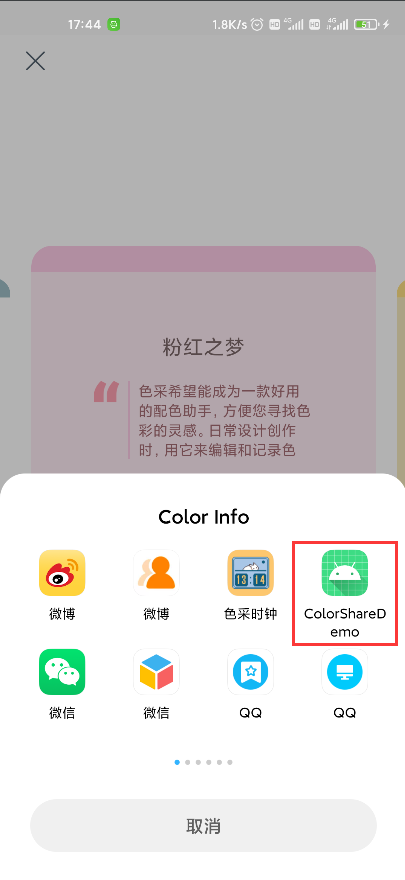 17:44
1.8K/s
HD
4G
HD
4G
51
粉红之梦
色采希望能成为一款好用
的配色助手，方便您寻找色
彩的灵感。日常设计创作
时，用它来编辑和记录色
Color Info
13:14
微博
微博
色采时钟
ColorShareD
emo
微信
微信
QQ
QQ
取消